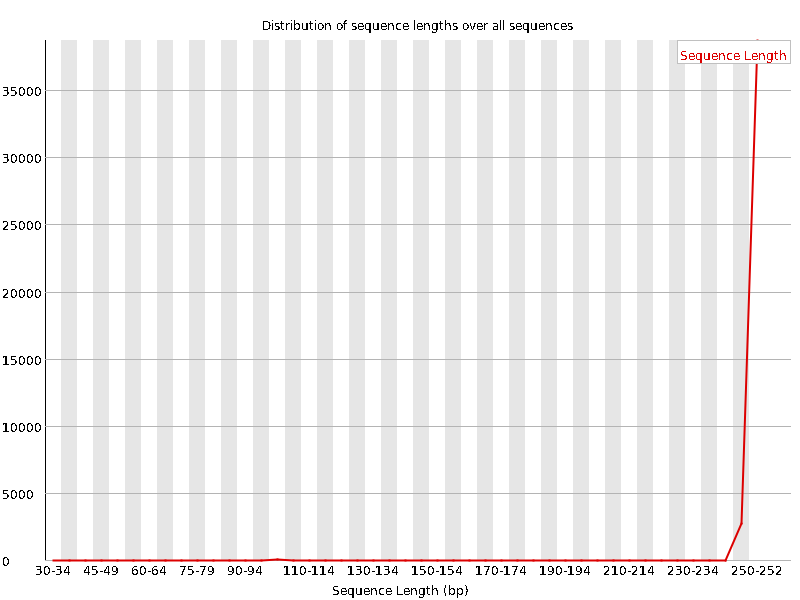 Distribution of sequence lengths over all sequences
Sequence Length
35000
30000
25000
20000
15000
10000
5000
0
30-34 45-49 60-64 75-79 90-94 110-114 130-134 150-154 170-174 190-194 210-214 230-234 250-252
Sequence Length (bp)